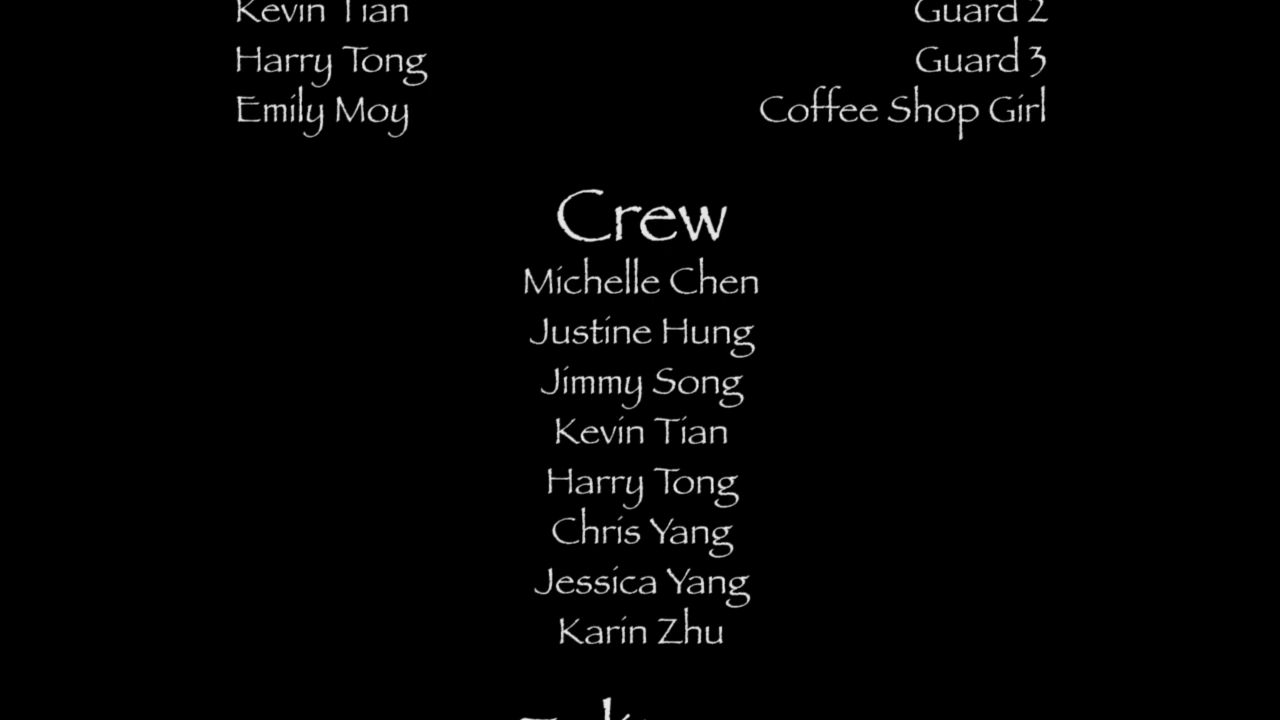 Kevin Tian Guard 2
Harry Tong Guard 3
Emily Moy Coffee Shop Girl
Crew
Michelle Chen
Justine Hung
Jimmy Song
Kevin Tian
Harry Tong
Chris Yang
Jessica Yang
Karin Zhu